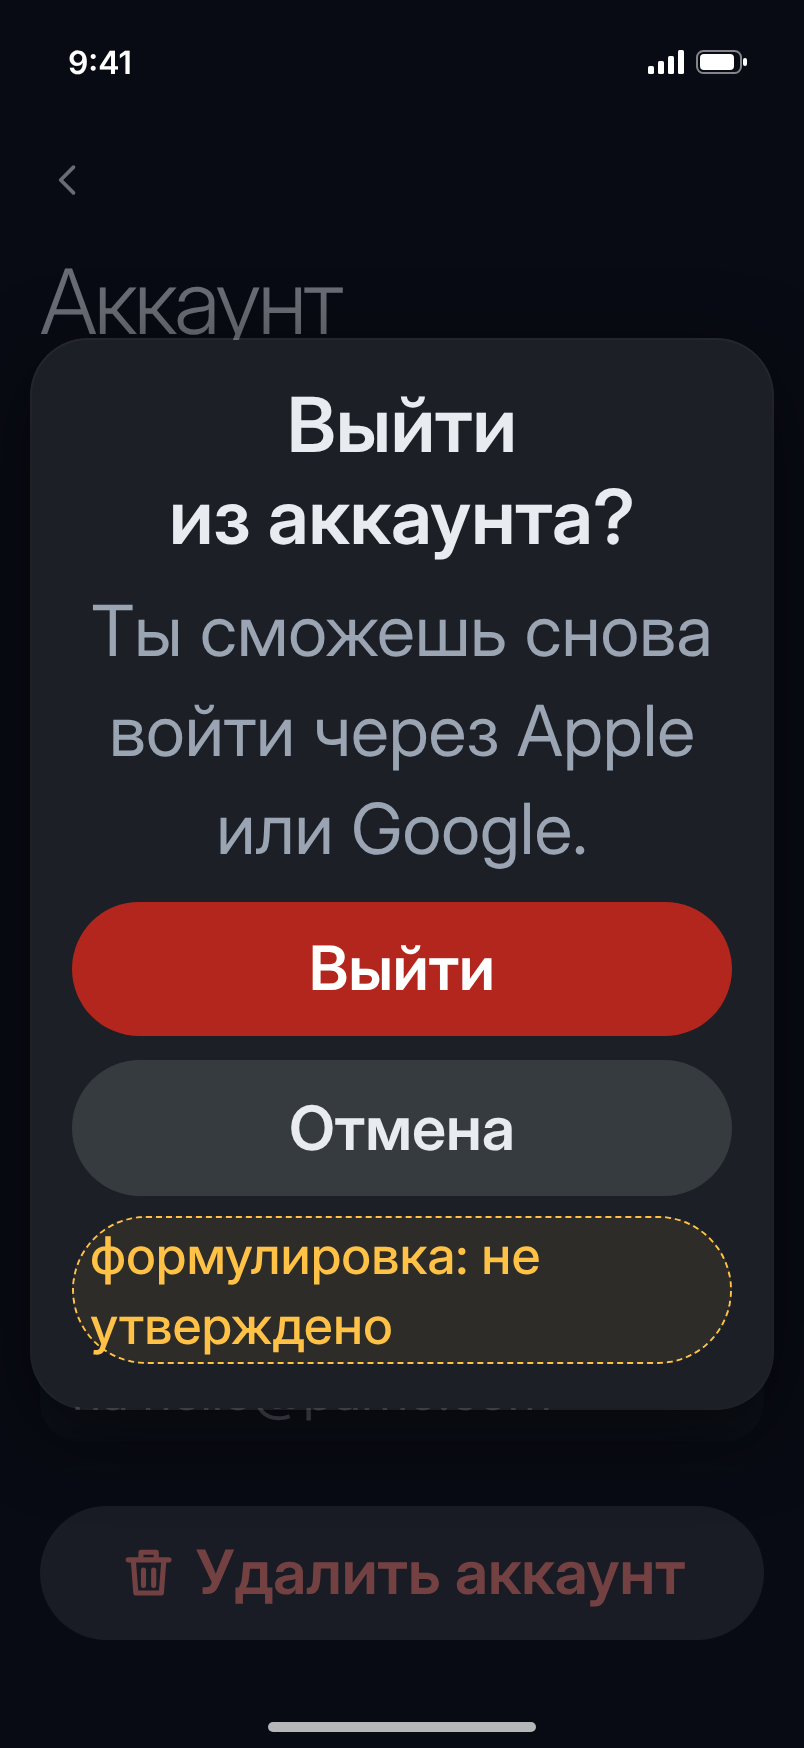 9:41
Аккаунт
Выйти
из аккаунта?
Ты сможешь снова
войти через Apple
или Google.
Выйти
Отмена
формулировка: не
утверждено
Удалить аккаунт